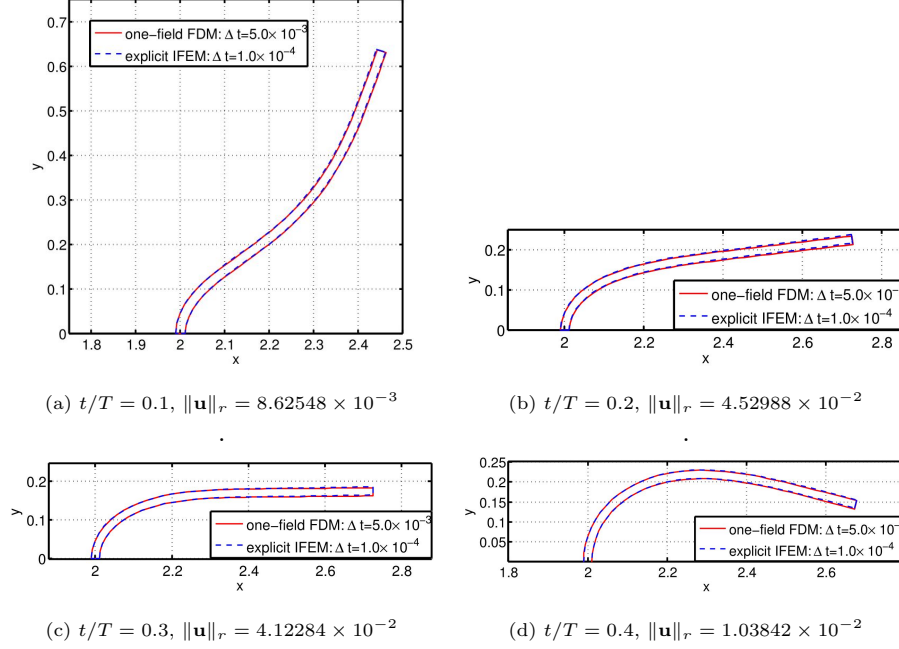 0.7
0.6
0.5
0.4
0.3
0.2
0.1
0
y
one-field FDM: Δ t=5.0× 10⁻³
explicit IFEM: Δ t=1.0× 10⁻⁴
1.8 1.9 2 2.1 2.2 2.3 2.4 2.5
x
(a) t/T = 0.1, ‖u‖ᵣ = 8.62548 × 10⁻³
0.2
0.1
0
y
one-field FDM: Δ t=5.0× 10⁻
explicit IFEM: Δ t=1.0× 10⁻⁴
2 2.2 2.4 2.6 2.8
x
(b) t/T = 0.2, ‖u‖ᵣ = 4.52988 × 10⁻²
.
.
0.2
0.1
0
y
one-field FDM: Δ t=5.0× 10⁻³
explicit IFEM: Δ t=1.0× 10⁻⁴
2 2.2 2.4 2.6 2.8
x
(c) t/T = 0.3, ‖u‖ᵣ = 4.12284 × 10⁻²
0.25
0.2
0.15
0.1
0.05
y
one-field FDM: Δ t=5.0× 10⁻
explicit IFEM: Δ t=1.0× 10⁻⁴
1.8 2 2.2 2.4 2.6
x
(d) t/T = 0.4, ‖u‖ᵣ = 1.03842 × 10⁻²